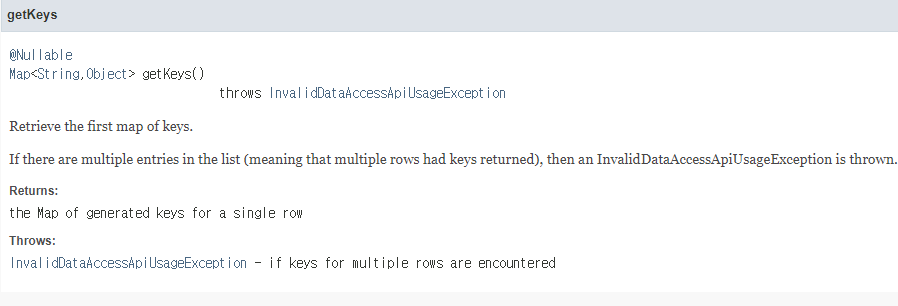 getKeys
@Nullable
Map<String,Object> getKeys()
throws InvalidDataAccessApiUsageException
Retrieve the first map of keys.
If there are multiple entries in the list (meaning that multiple rows had keys returned), then an InvalidDataAccessApiUsageException is thrown.
Returns:
the Map of generated keys for a single row
Throws:
InvalidDataAccessApiUsageException - if keys for multiple rows are encountered